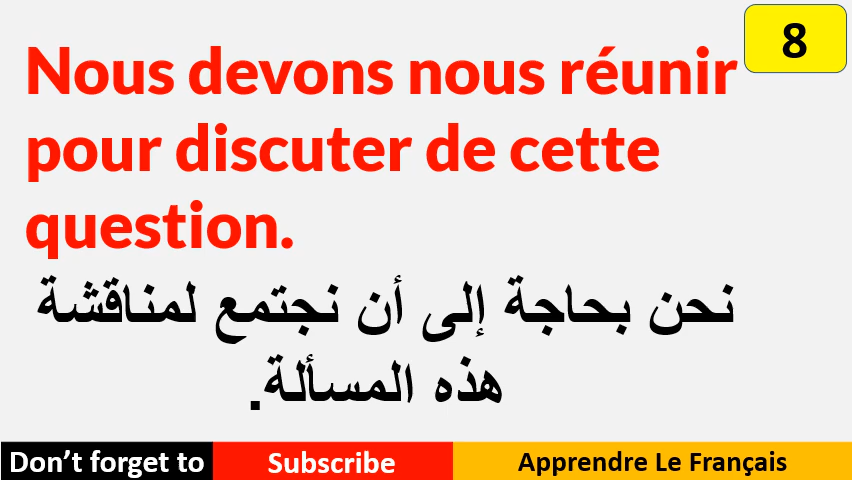 8
Nous devons nous réunir
pour discuter de cette
question.
نحن بحاجة إلى أن نجتمع لمناقشة
هذه المسألة.
Don't forget to Subscribe Apprendre Le Français